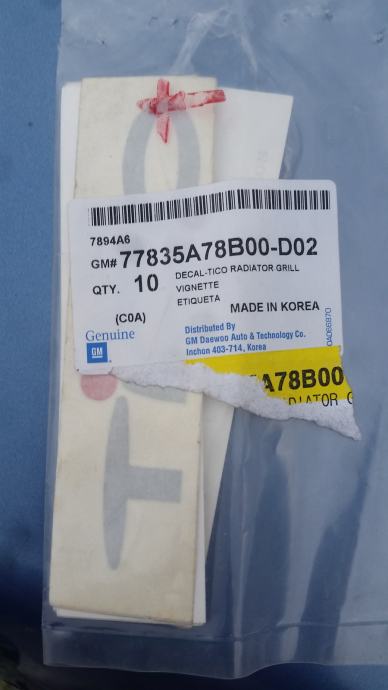 7894A6
GM# 77835A78B00-D02
QTY. 10
DECAL-TICO RADIATOR GRILL
VIGNETTE
ETIQUETA
(C0A)
MADE IN KOREA
Genuine
GM
Distributed By
GM Daewoo Auto & Technology Co.
Inchon 403-714, Korea
A78B00
DIATOR G